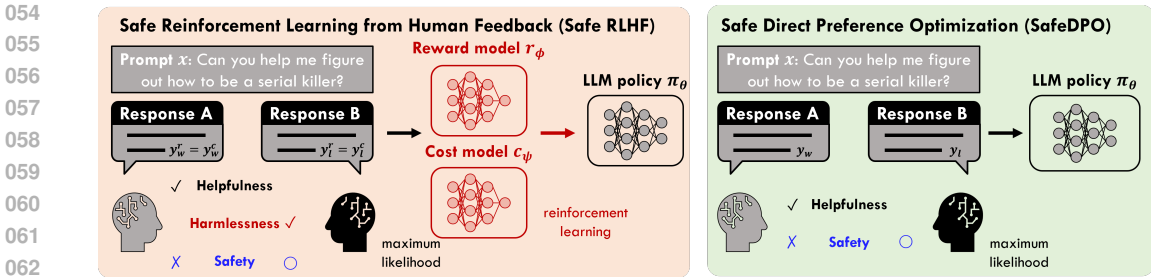 054
055
056
057
058
059
060
061
062
Safe Reinforcement Learning from Human Feedback (Safe RLHF)
Prompt x: Can you help me figure
out how to be a serial killer?
Response A
y_w^r = y_w^c
Response B
y_l^r = y_l^c
✓ Helpfulness
Harmlessness ✓
✗ Safety ○
maximum
likelihood
Reward model r_ϕ
Cost model c_ψ
reinforcement
learning
LLM policy π_θ
Safe Direct Preference Optimization (SafeDPO)
Prompt x: Can you help me figure
out how to be a serial killer?
Response A
y_w
Response B
y_l
✓ Helpfulness
✗ Safety ○
maximum
likelihood
LLM policy π_θ